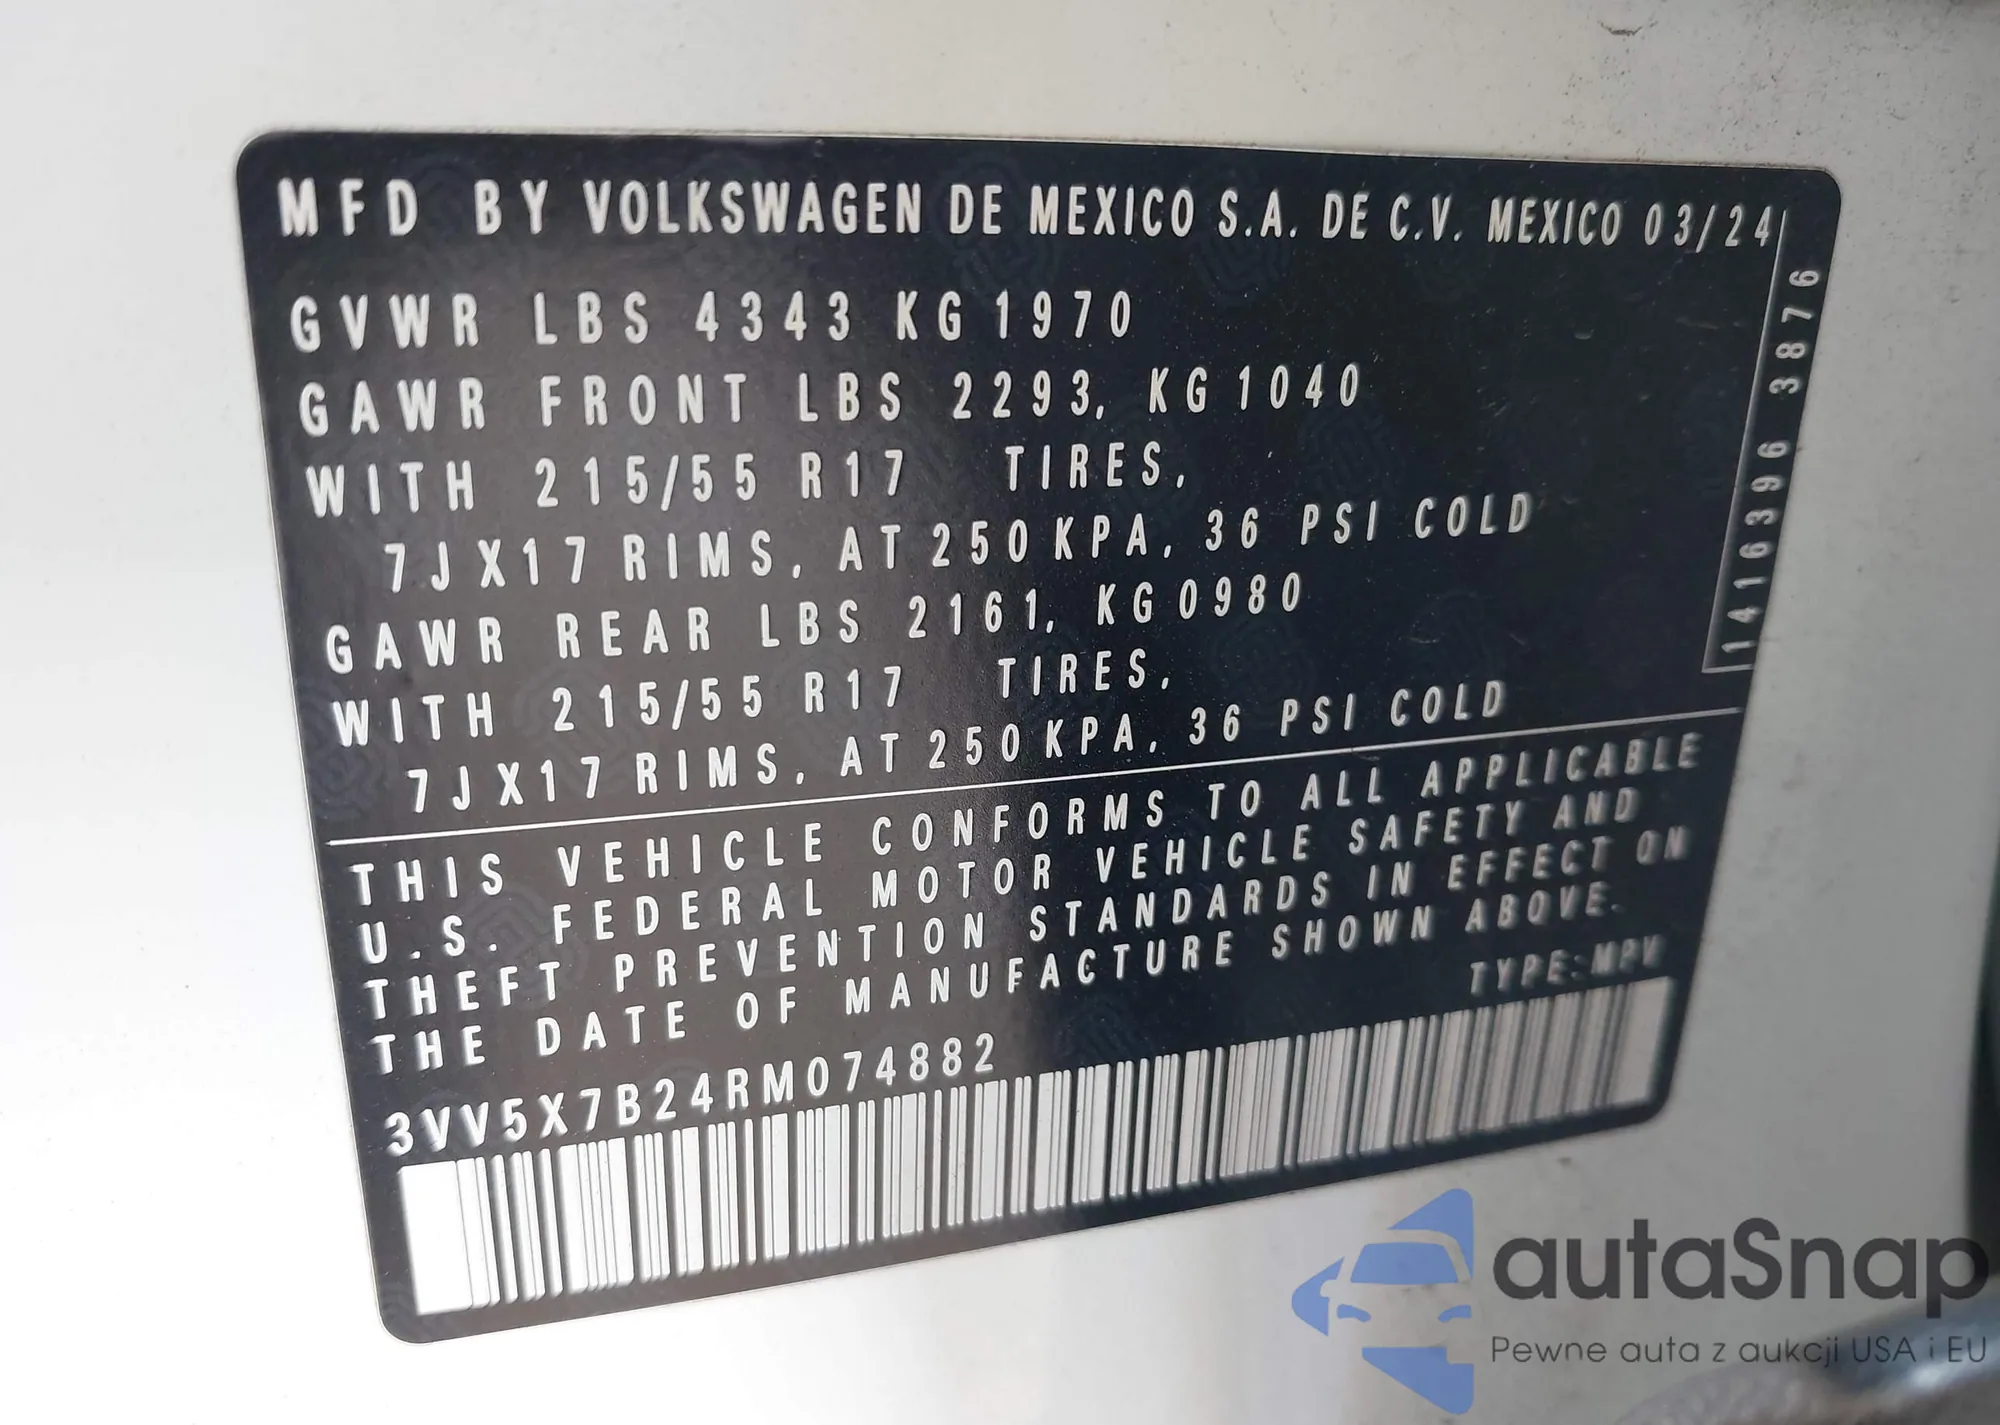 MFD BY VOLKSWAGEN DE MEXICO S.A. DE C.V. MEXICO 03/24
GVWR LBS 4343 KG 1970
GAWR FRONT LBS 2293, KG 1040
WITH 215/55 R17 TIRES,
7JX17 RIMS, AT 250 KPA, 36 PSI COLD
GAWR REAR LBS 2161, KG 0980
WITH 215/55 R17 TIRES,
7JX17 RIMS, AT 250 KPA, 36 PSI COLD
1416396 3876
THIS VEHICLE CONFORMS TO ALL APPLICABLE
U.S. FEDERAL MOTOR VEHICLE SAFETY AND
THEFT PREVENTION STANDARDS IN EFFECT ON
THE DATE OF MANUFACTURE SHOWN ABOVE.
TYPE:MPV
3VV5X7B24RM074882
autaSnap
Pewne auta z aukcji USA i EU